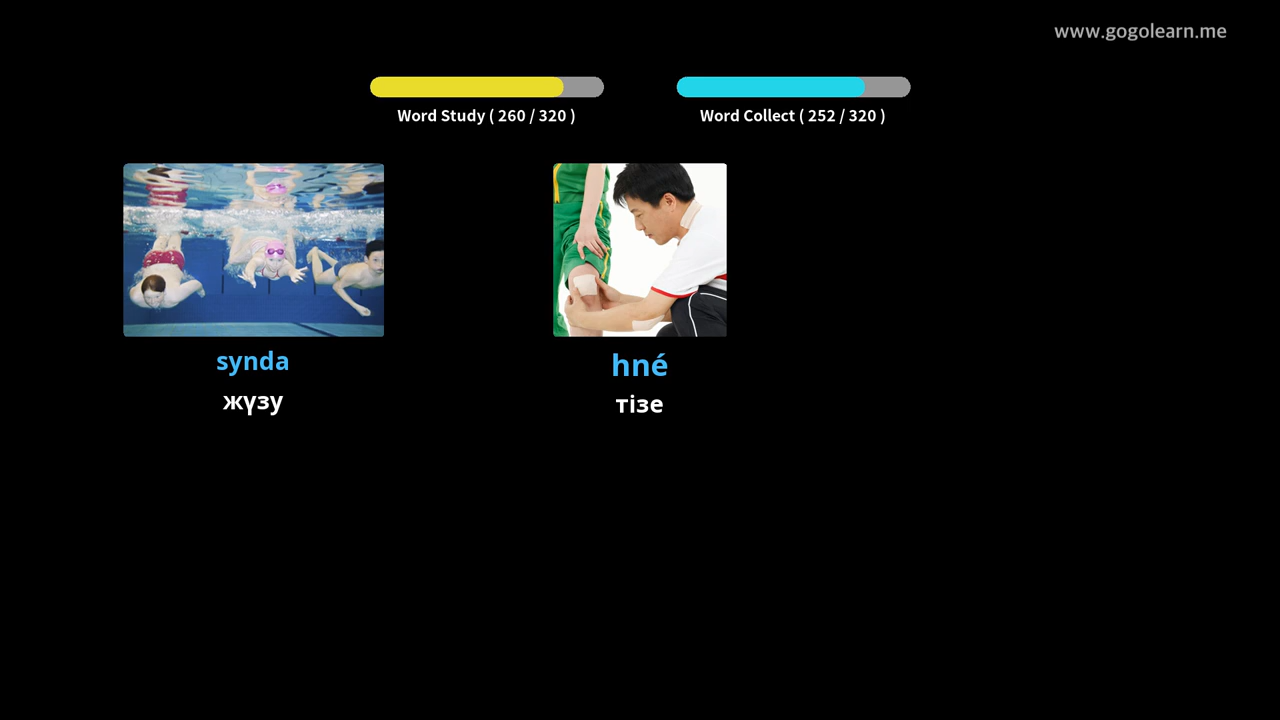 www.gogolearn.me
Word Study ( 260 / 320 )
Word Collect ( 252 / 320 )
synda
жүзу
hné
тізе